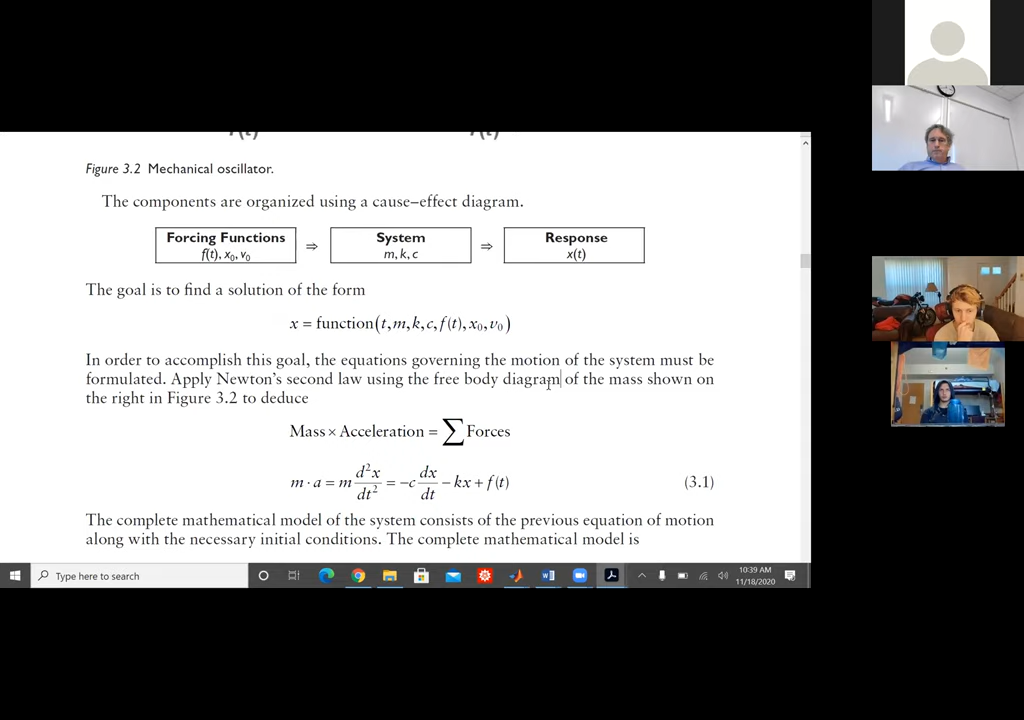 Figure 3.2 Mechanical oscillator.
The components are organized using a cause–effect diagram.
Forcing Functions
f(t), x₀, v₀
⇒
System
m, k, c
⇒
Response
x(t)
The goal is to find a solution of the form
x = function(t, m, k, c, f(t), x₀, v₀)
In order to accomplish this goal, the equations governing the motion of the system must be
formulated. Apply Newton's second law using the free body diagram of the mass shown on
the right in Figure 3.2 to deduce
Mass × Acceleration = ∑ Forces
m · a = m d²x/dt² = −c dx/dt − kx + f(t) (3.1)
The complete mathematical model of the system consists of the previous equation of motion
along with the necessary initial conditions. The complete mathematical model is
Type here to search
10:39 AM
11/18/2020